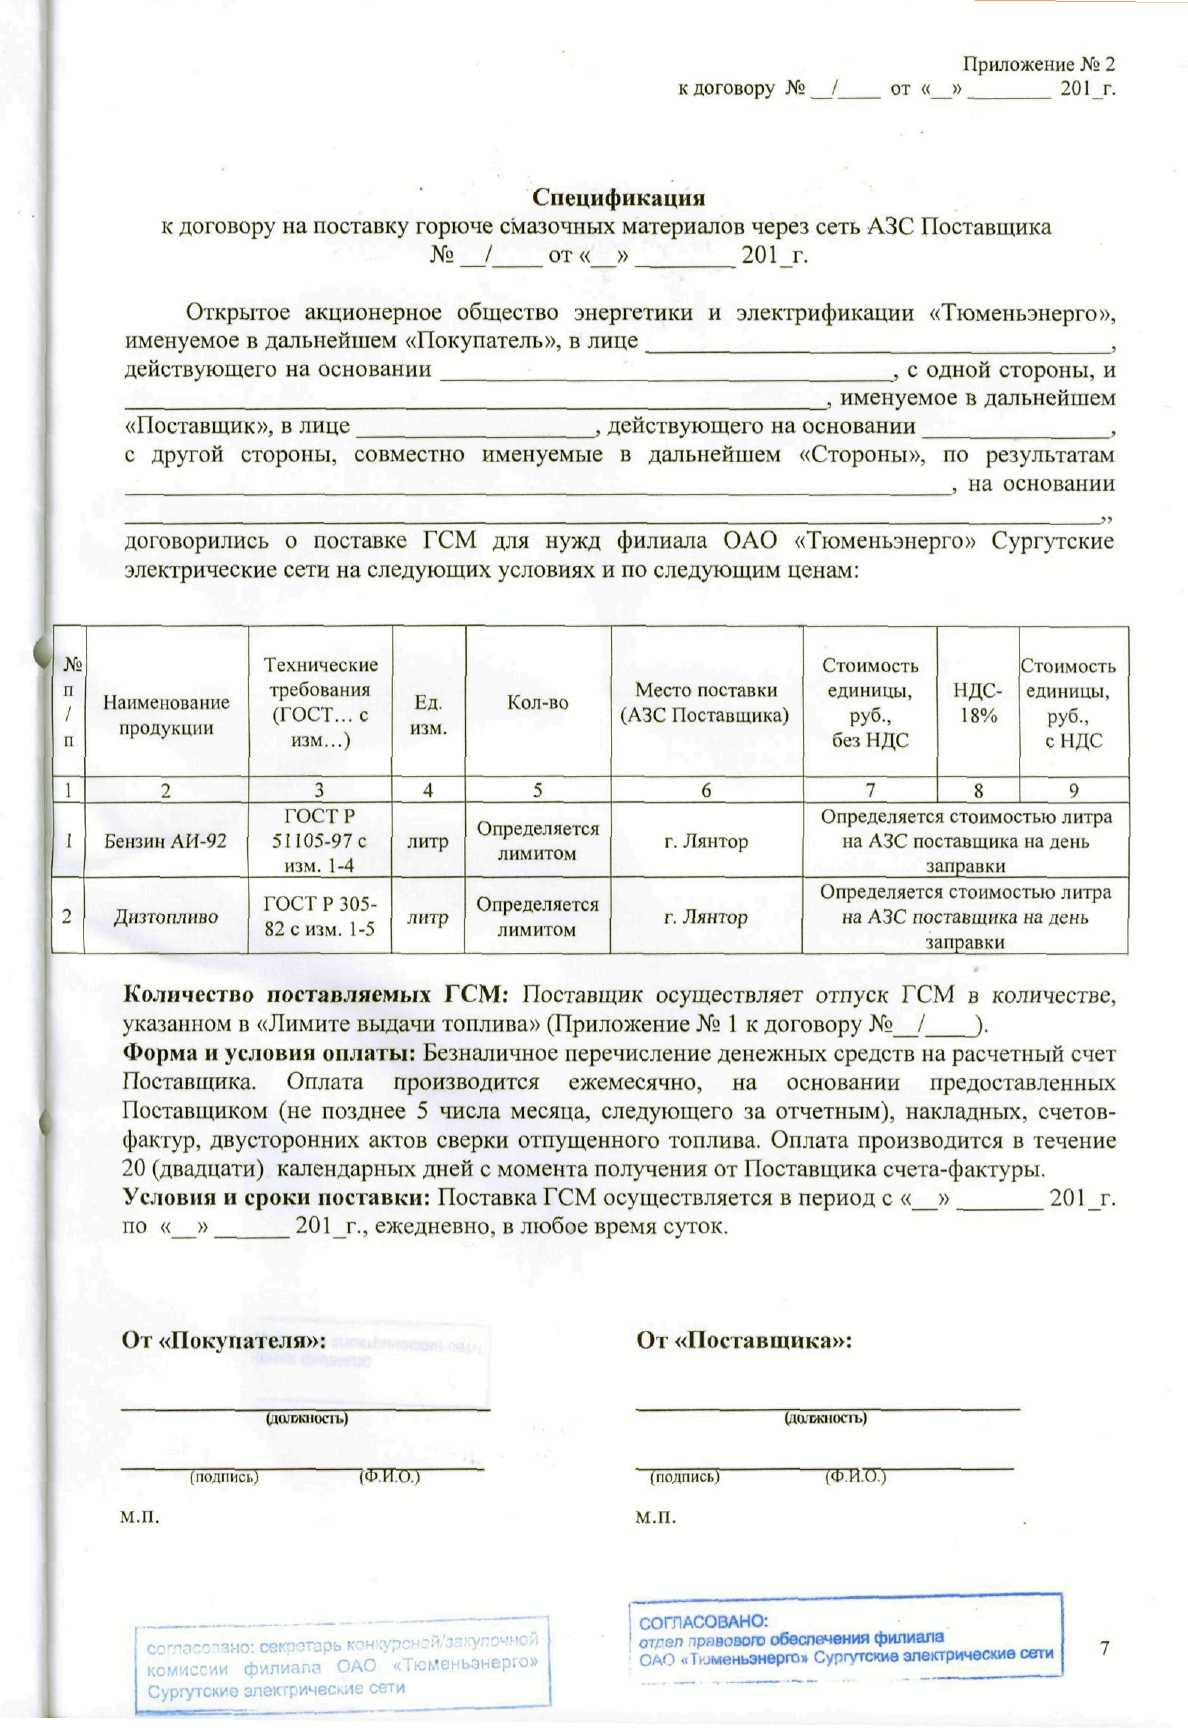 Приложение № 2
к договору № __/____ от «__» ________ 201_г.
Спецификация
к договору на поставку горюче смазочных материалов через сеть АЗС Поставщика
№ __/____ от «__» ________ 201_г.
Открытое акционерное общество энергетики и электрификации «Тюменьэнерго»,
именуемое в дальнейшем «Покупатель», в лице ____________________,
действующего на основании ____________________, с одной стороны, и
____________________, именуемое в дальнейшем
«Поставщик», в лице ____________________, действующего на основании _______________,
с другой стороны, совместно именуемые в дальнейшем «Стороны», по результатам
____________________, на основании
____________________,,
договорились о поставке ГСМ для нужд филиала ОАО «Тюменьэнерго» Сургутские
электрические сети на следующих условиях и по следующим ценам:
№ п / п | Наименование продукции | Технические требования (ГОСТ... с изм...) | Ед. изм. | Кол-во | Место поставки (АЗС Поставщика) | Стоимость единицы, руб., без НДС | НДС-18% | Стоимость единицы, руб., с НДС
1 | 2 | 3 | 4 | 5 | 6 | 7 | 8 | 9
1 | Бензин АИ-92 | ГОСТ Р 51105-97 с изм. 1-4 | литр | Определяется лимитом | г. Лянтор | Определяется стоимостью литра на АЗС поставщика на день заправки
2 | Дизтопливо | ГОСТ Р 305-82 с изм. 1-5 | литр | Определяется лимитом | г. Лянтор | Определяется стоимостью литра на АЗС поставщика на день заправки
Количество поставляемых ГСМ: Поставщик осуществляет отпуск ГСМ в количестве,
указанном в «Лимите выдачи топлива» (Приложение № 1 к договору №__/____).
Форма и условия оплаты: Безналичное перечисление денежных средств на расчетный счет
Поставщика. Оплата производится ежемесячно, на основании предоставленных
Поставщиком (не позднее 5 числа месяца, следующего за отчетным), накладных, счетов-
фактур, двусторонних актов сверки отпущенного топлива. Оплата производится в течение
20 (двадцати) календарных дней с момента получения от Поставщика счета-фактуры.
Условия и сроки поставки: Поставка ГСМ осуществляется в период с «__» _______ 201_г.
по «__» ______ 201_г., ежедневно, в любое время суток.
От «Покупателя»: От «Поставщика»:
(должность) (должность)
(подпись) (Ф.И.О.) (подпись) (Ф.И.О.)
м.п. м.п.
согласовано: секретарь конкурсной/закупочной
комиссии филиала ОАО «Тюменьэнерго»
Сургутские электрические сети
СОГЛАСОВАНО:
отдел правового обеспечения филиала
ОАО «Тюменьэнерго» Сургутские электрические сети
7